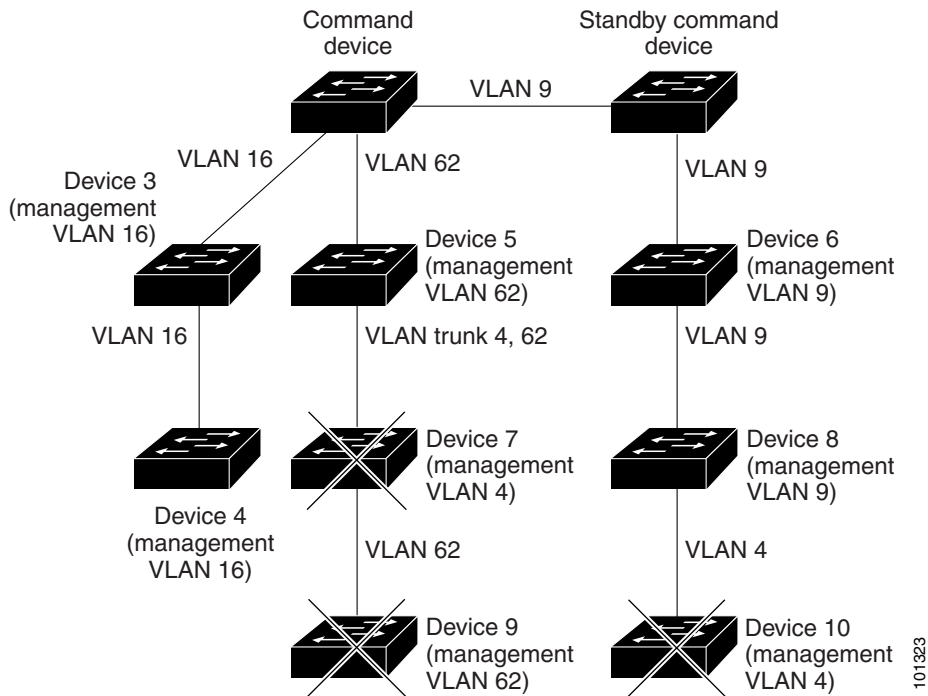 Command
device
Standby command
device
VLAN 9
VLAN 16
VLAN 62
VLAN 9
Device 3
(management
VLAN 16)
Device 5
(management
VLAN 62)
Device 6
(management
VLAN 9)
VLAN 16
VLAN trunk 4, 62
VLAN 9
Device 7
(management
VLAN 4)
Device 8
(management
VLAN 9)
Device 4
(management
VLAN 16)
VLAN 62
VLAN 4
Device 9
(management
VLAN 62)
Device 10
(management
VLAN 4)
101323